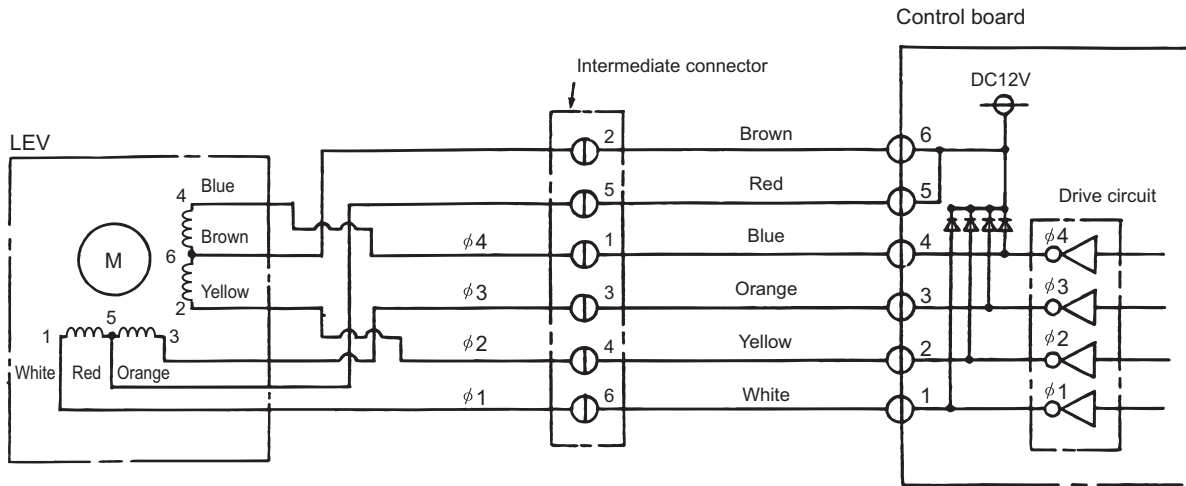 Control board
Intermediate connector
DC12V
LEV
2 Brown 6
4 Blue
5 Red 5
Drive circuit
Brown
φ4 1 Blue 4 φ4
6
M
Yellow
φ3 3 Orange 3 φ3
2
5
1 3
φ2 4 Yellow 2 φ2
White Red Orange
φ1 6 White 1 φ1